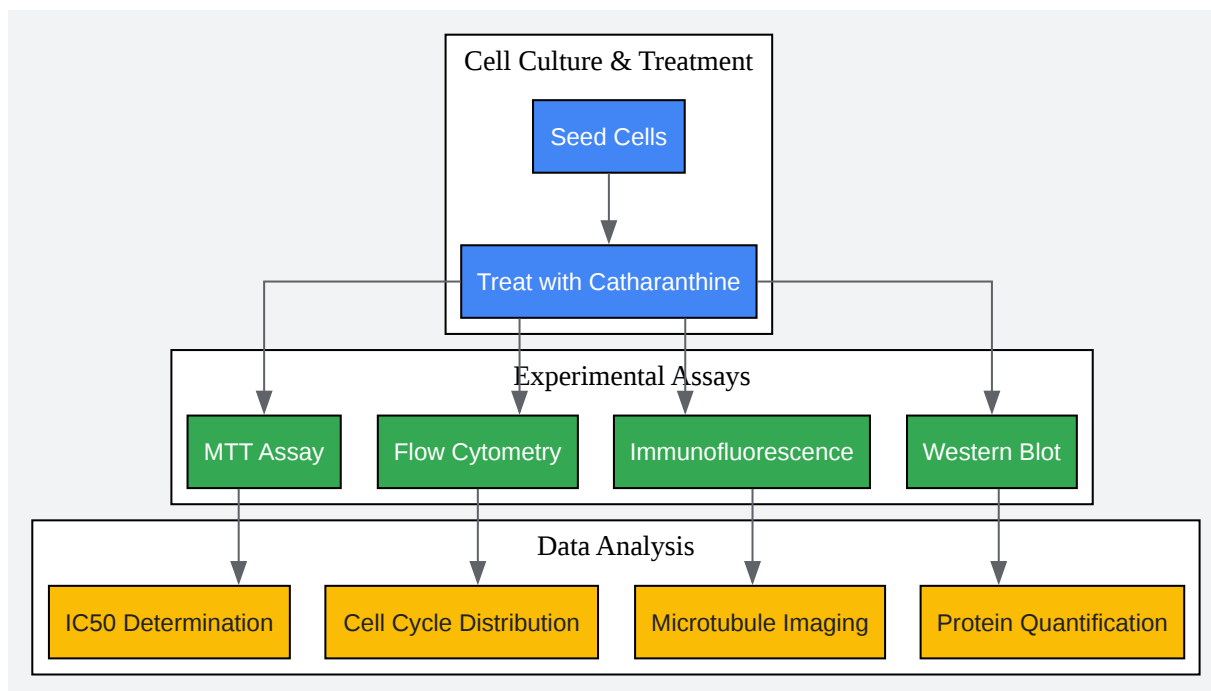 Cell Culture & Treatment
Seed Cells
Treat with Catharanthine
Experimental Assays
MTT Assay
Flow Cytometry
Immunofluorescence
Western Blot
Data Analysis
IC50 Determination
Cell Cycle Distribution
Microtubule Imaging
Protein Quantification